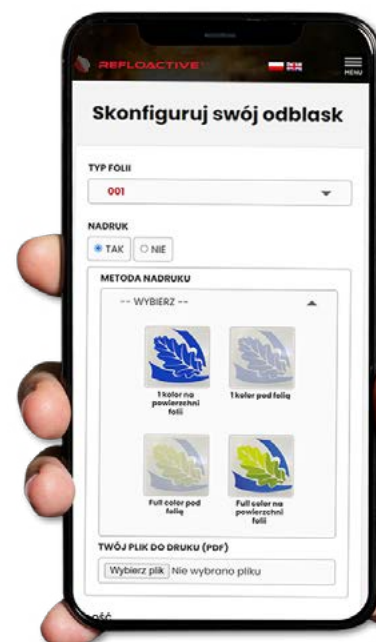 REFLOACTIVE
MENU
Skonfiguruj swój odblask
TYP FOLII
001
NADRUK
TAK
NIE
METODA NADRUKU
-- WYBIERZ --
1 kolor na
powierzchni
folii
1 kolor pod folią
Full color pod
folią
Full color na
powierzchni
folii
TWÓJ PLIK DO DRUKU (PDF)
Wybierz plik Nie wybrano pliku
ość